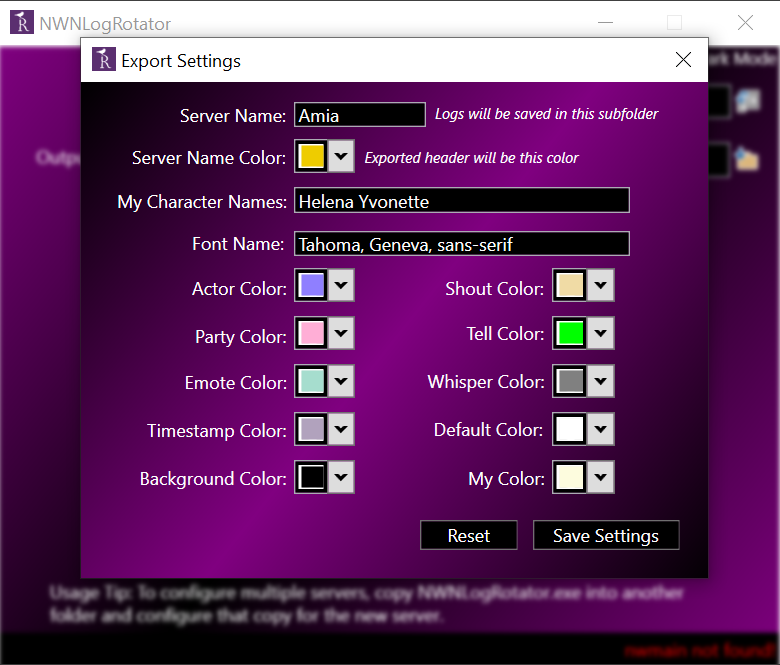 NWNLogRotator
Export Settings
rk Mode
Server Name: Amia Logs will be saved in this subfolder
Outpu
Server Name Color: Exported header will be this color
My Character Names: Helena Yvonette
Font Name: Tahoma, Geneva, sans-serif
Actor Color: Shout Color:
Party Color: Tell Color:
Emote Color: Whisper Color:
Timestamp Color: Default Color:
Background Color: My Color:
Reset Save Settings
Usage Tip: To configure multiple servers, copy NWNLogRotator.exe into another
folder and configure that copy for the new server.
nwmain not found!